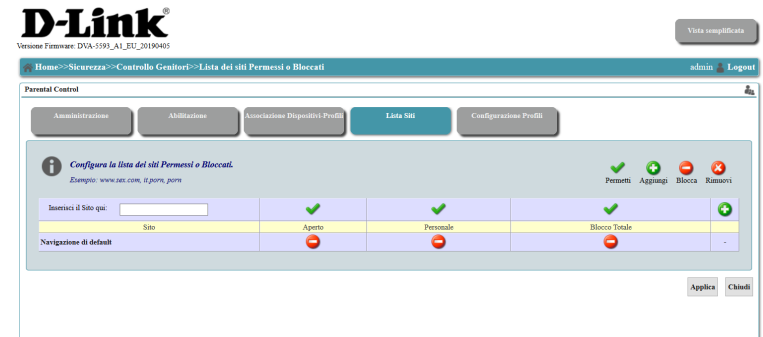 D-Link®
Vista semplificata
Versione Firmware: DVA-5593_A1_EU_20190405
Home>>Sicurezza>>Controllo Genitori>>Lista dei siti Permessi o Bloccati
admin Logout
Parental Control
Amministrazione Abilitazione Associazione Dispositivi-Profili Lista Siti Configurazione Profili
Configura la lista dei siti Permessi o Bloccati.
Esempio: www.sex.com, it.porn, porn
Permetti Aggiungi Blocca Rimuovi
Inserisci il Sito qui:
Sito Aperto Personale Blocco Totale
Navigazione di default -
Applica Chiudi